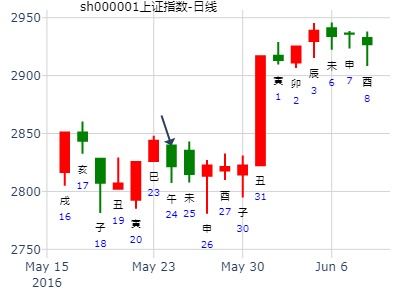 sh000001上证指数-日线
2950
2900
2850
2800
2750
戌
16
亥
17
子
18
丑
19
寅
20
巳
23
午
24
未
25
申
26
酉
27
子
30
丑
31
寅
1
卯
2
辰
3
未
6
申
7
酉
8
May 15
2016
May 23
May 30
Jun 6